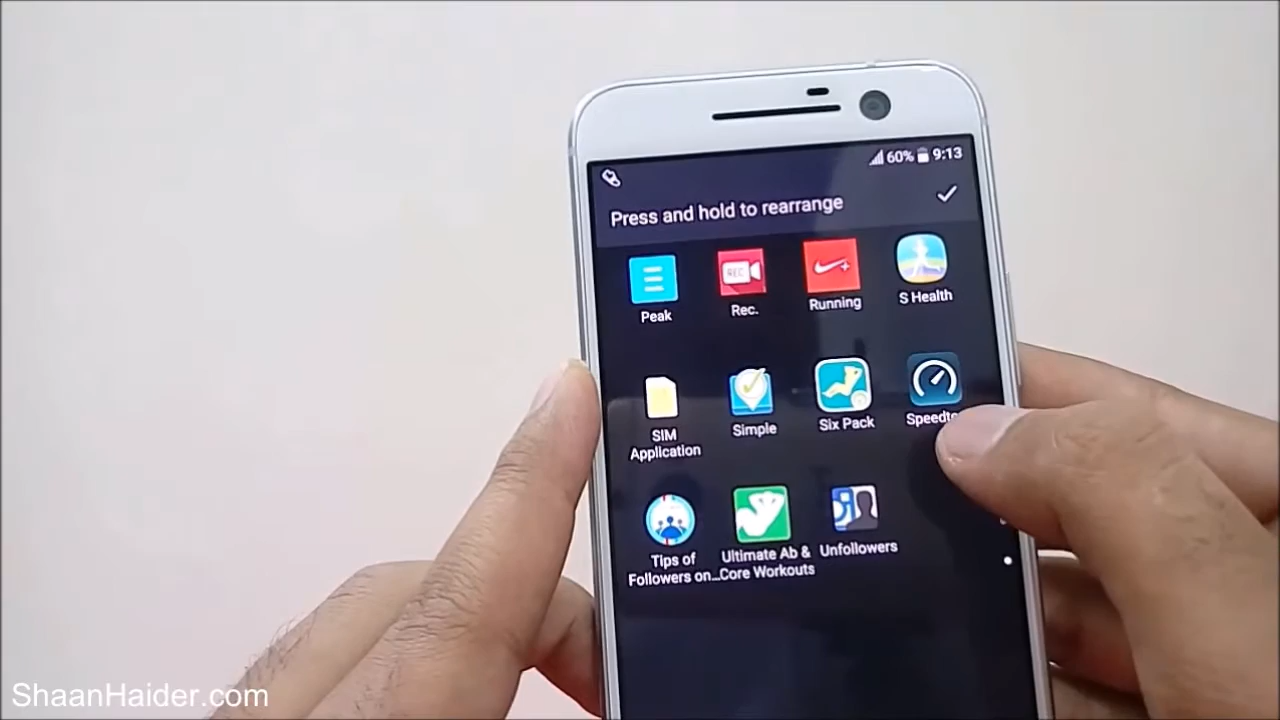 60% 9:13
Press and hold to rearrange
REC
Peak
Rec.
Running
S Health
SIM
Application
Simple
Six Pack
Tips of
Followers on...
Ultimate Ab &
Core Workouts
Unfollowers
ShaanHaider.com